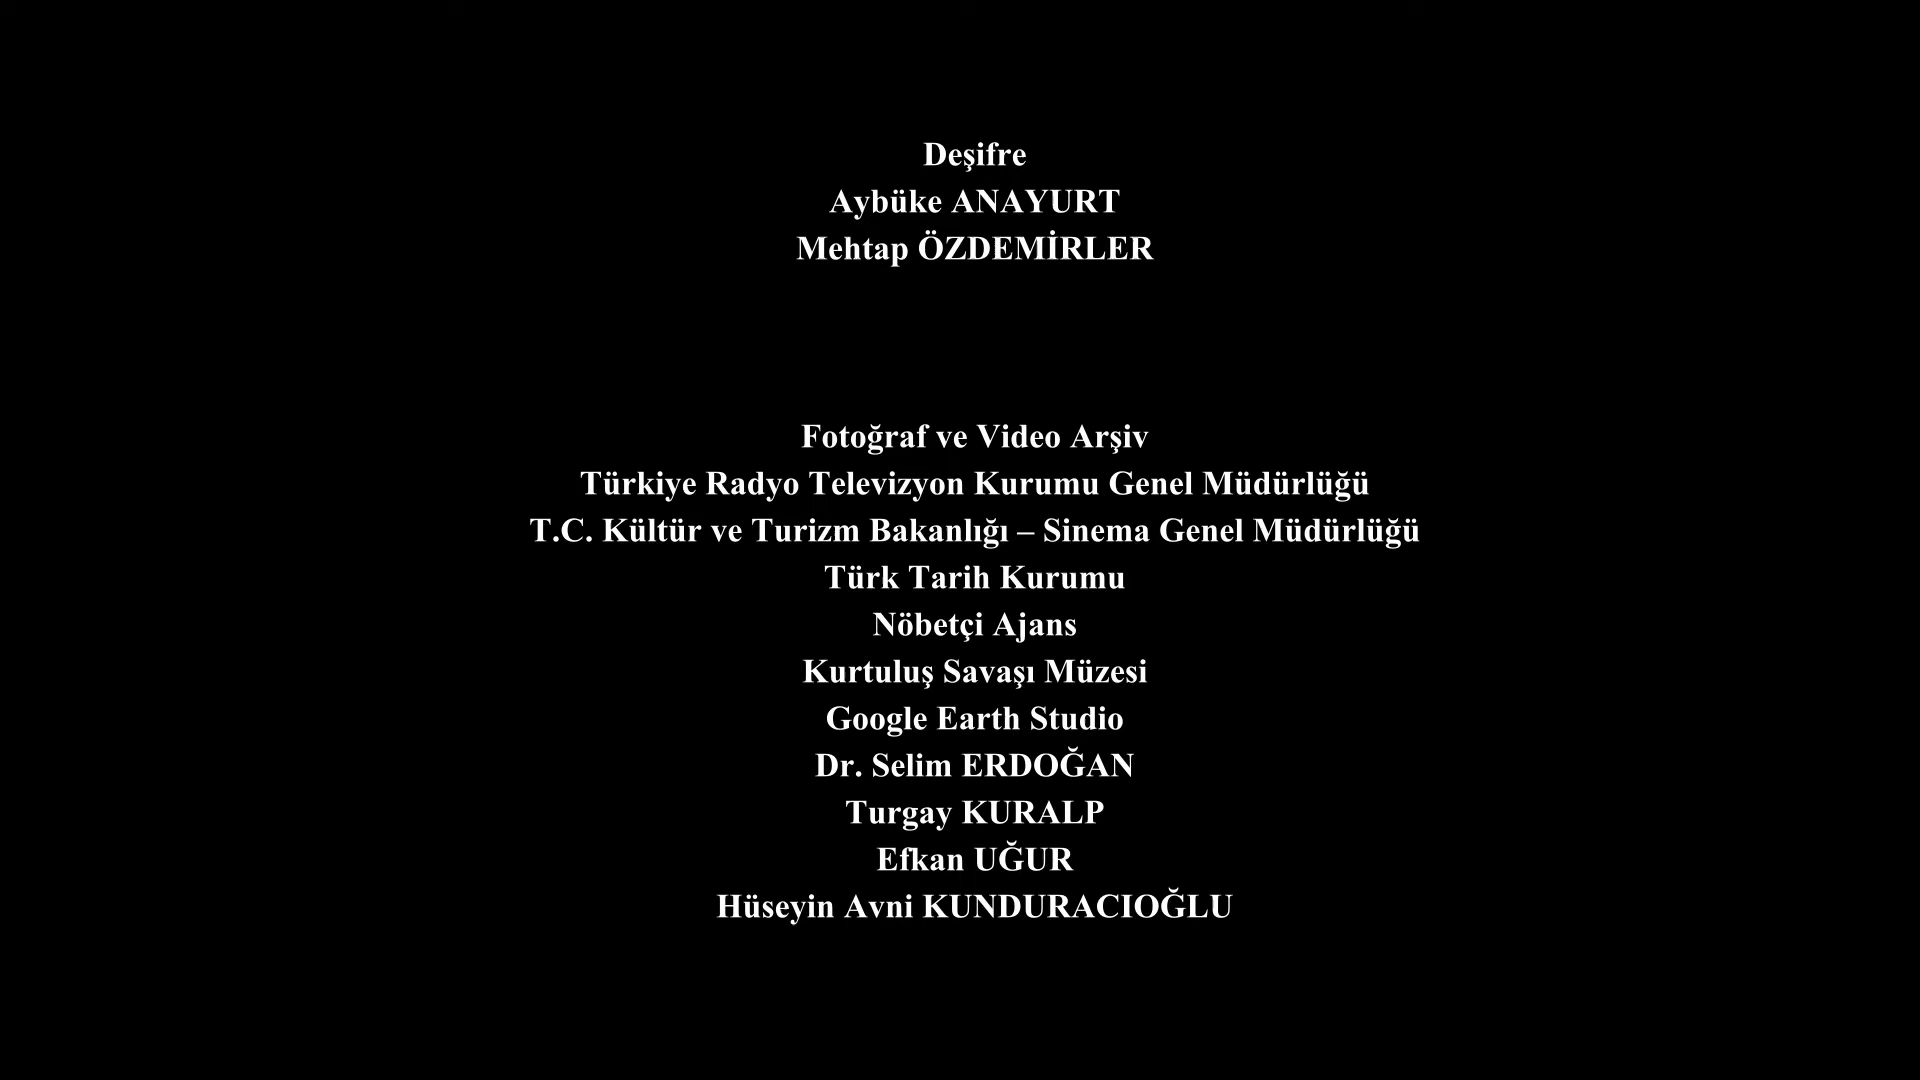 Deşifre
Aybüke ANAYURT
Mehtap ÖZDEMİRLER
Fotoğraf ve Video Arşiv
Türkiye Radyo Televizyon Kurumu Genel Müdürlüğü
T.C. Kültür ve Turizm Bakanlığı – Sinema Genel Müdürlüğü
Türk Tarih Kurumu
Nöbetçi Ajans
Kurtuluş Savaşı Müzesi
Google Earth Studio
Dr. Selim ERDOĞAN
Turgay KURALP
Efkan UĞUR
Hüseyin Avni KUNDURACIOĞLU